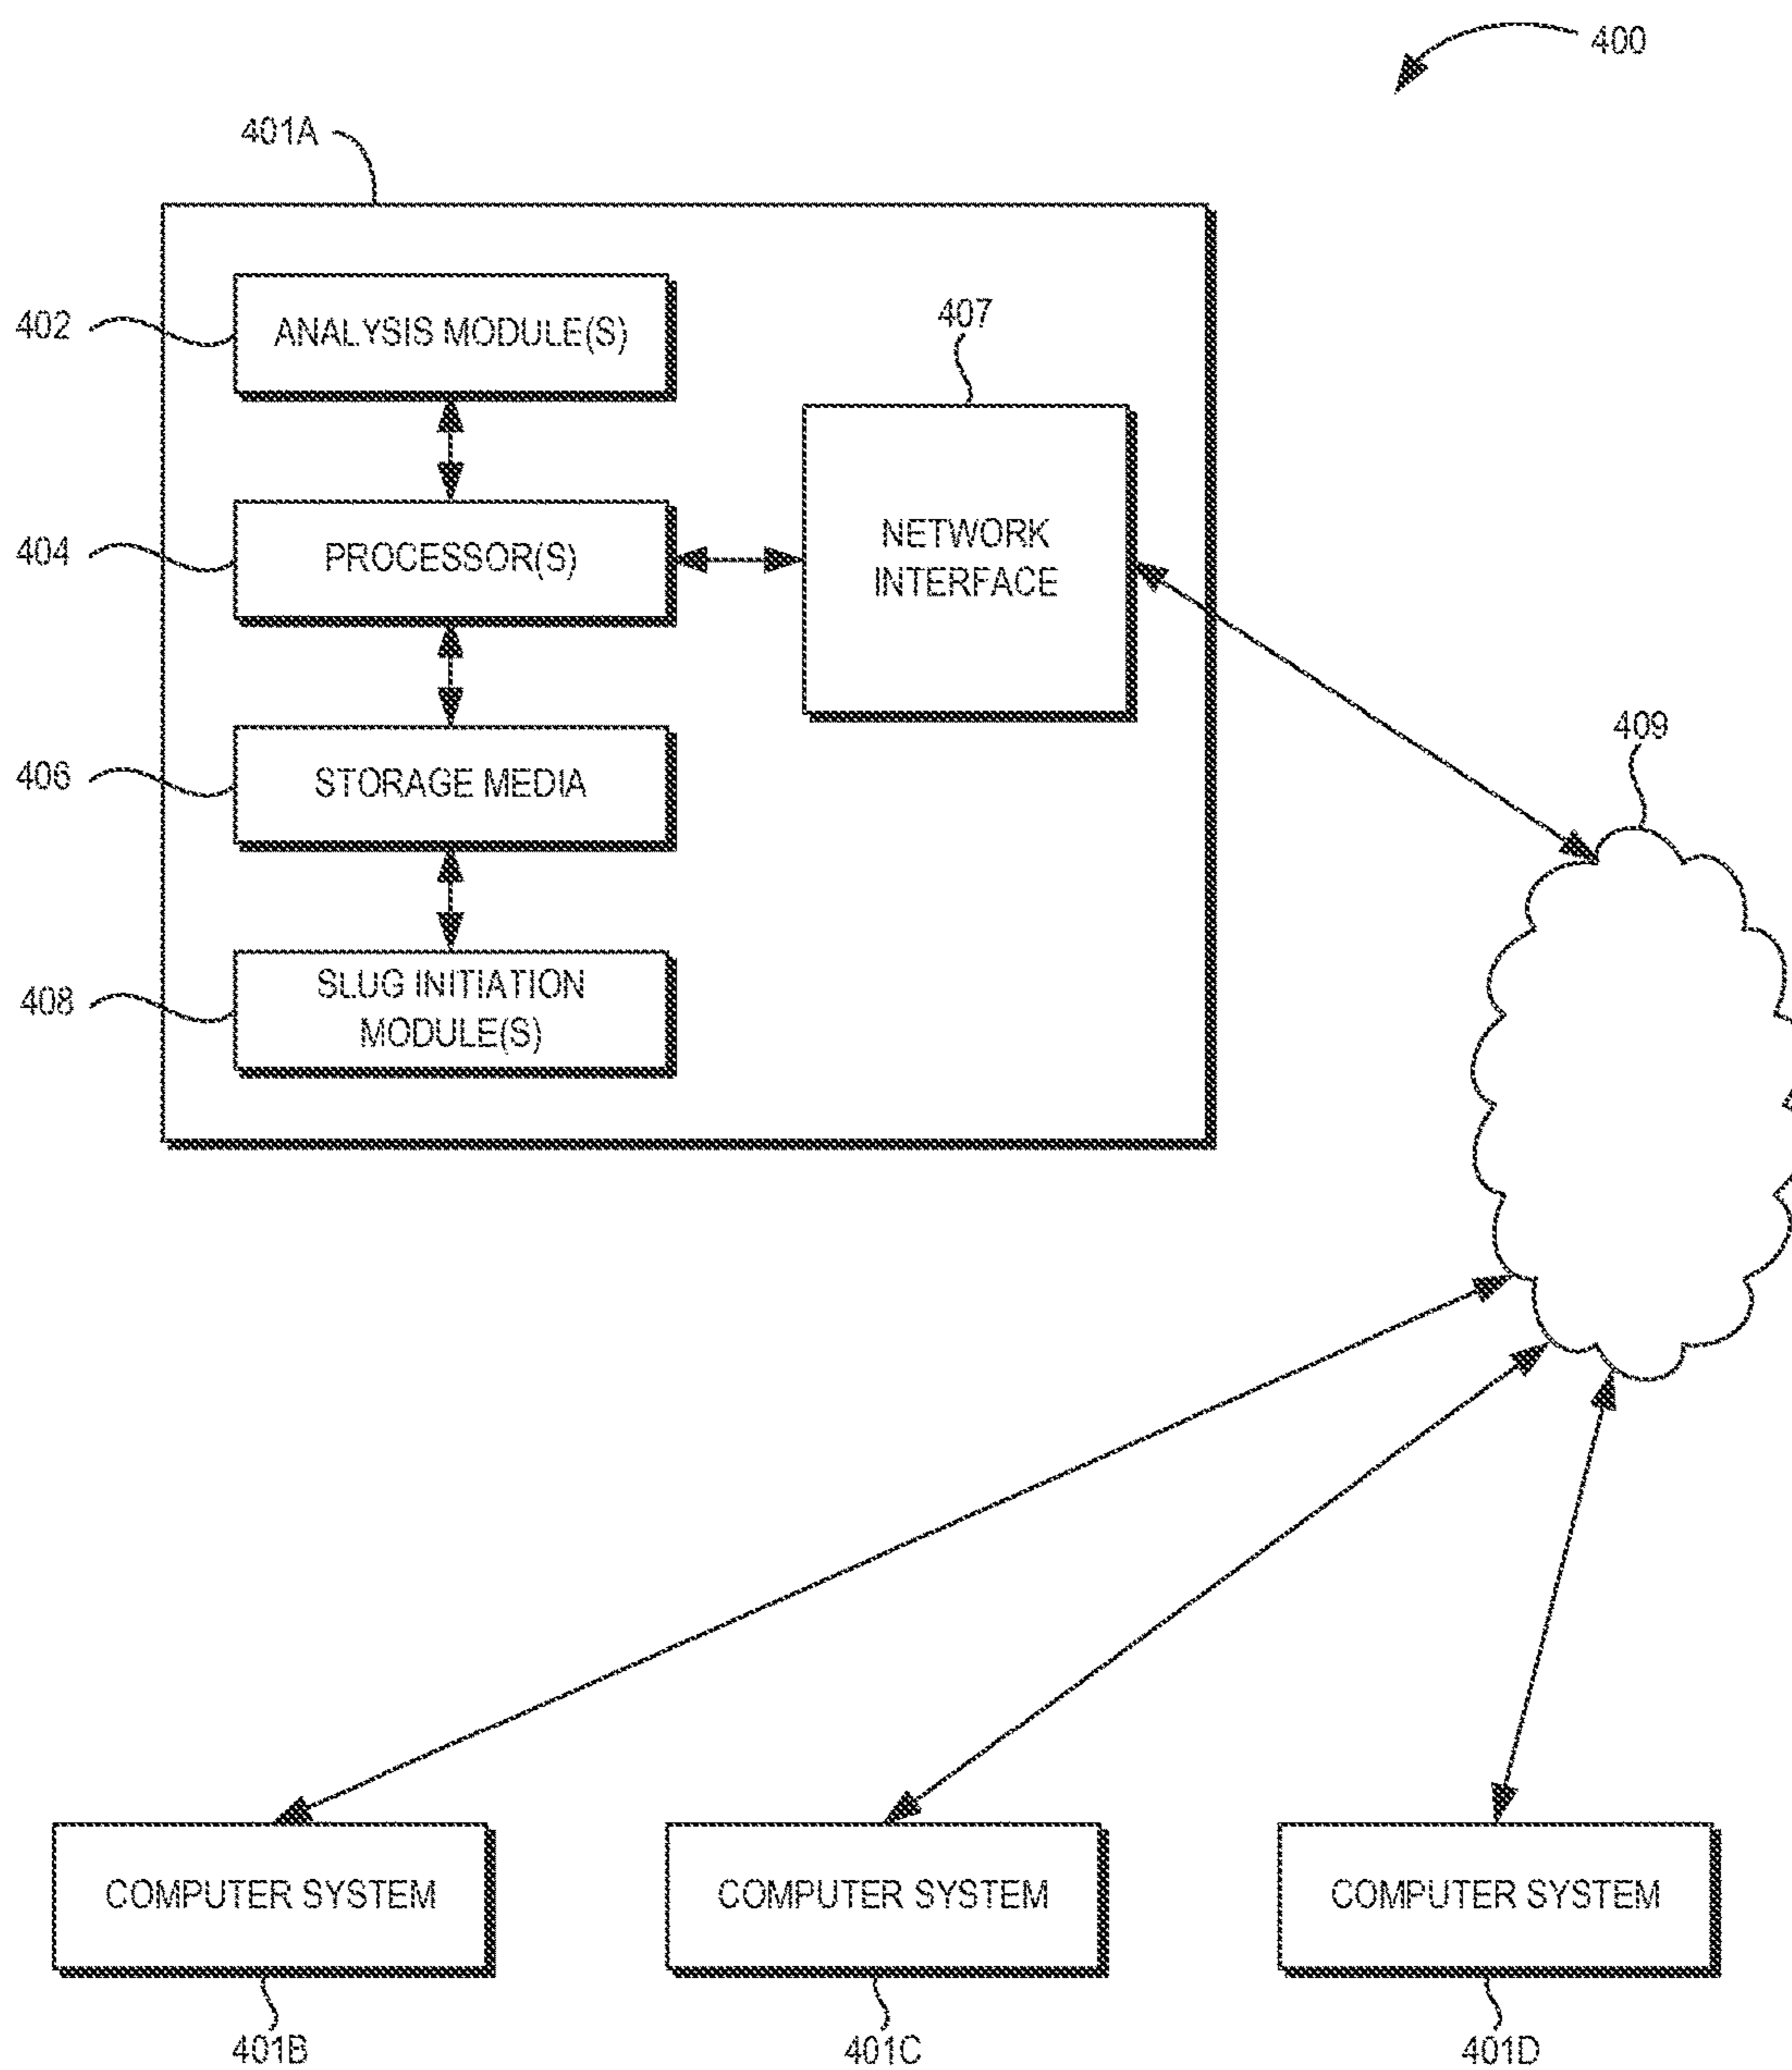 400
401A
402
ANALYSIS MODULE(S)
407
404
PROCESSOR(S)
NETWORK
INTERFACE
409
406
STORAGE MEDIA
408
SLUG INITIATION
MODULE(S)
COMPUTER SYSTEM
COMPUTER SYSTEM
COMPUTER SYSTEM
401B
401C
401D